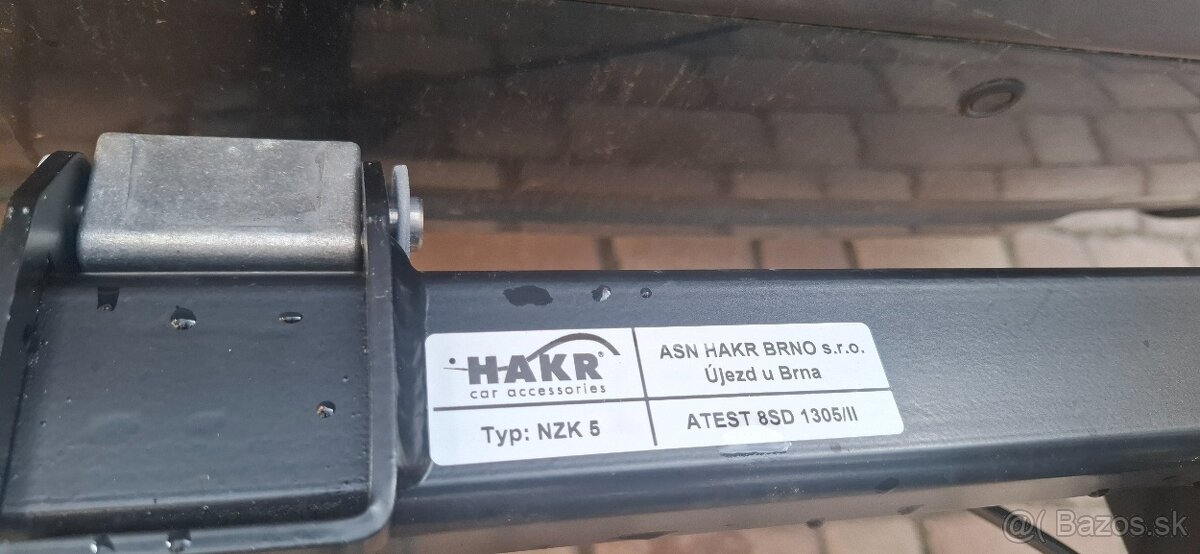 HAKR®
car accessories
ASN HAKR BRNO s.r.o.
Újezd u Brna
Typ: NZK 5
ATEST 8SD 1305/II
@ Bazos.sk